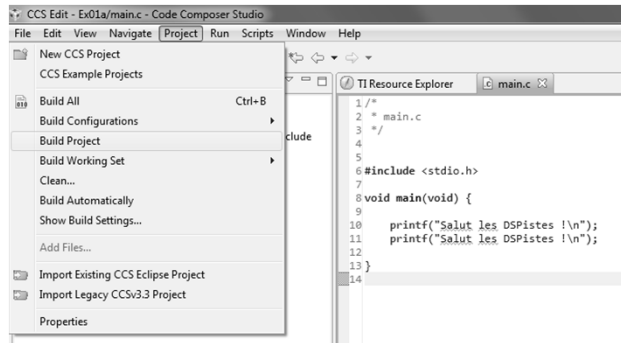 CCS Edit - Ex01a/main.c - Code Composer Studio
File Edit View Navigate Project Run Scripts Window Help
New CCS Project
CCS Example Projects
Build All Ctrl+B
Build Configurations
Build Project
Build Working Set
Clean...
Build Automatically
Show Build Settings...
Add Files...
Import Existing CCS Eclipse Project
Import Legacy CCSv3.3 Project
Properties
clude
TI Resource Explorer main.c
1 /*
2 * main.c
3 */
4
5
6 #include <stdio.h>
7
8 void main(void) {
9
10 printf("Salut les DSPistes !\n");
11 printf("Salut les DSPistes !\n");
12
13 }
14